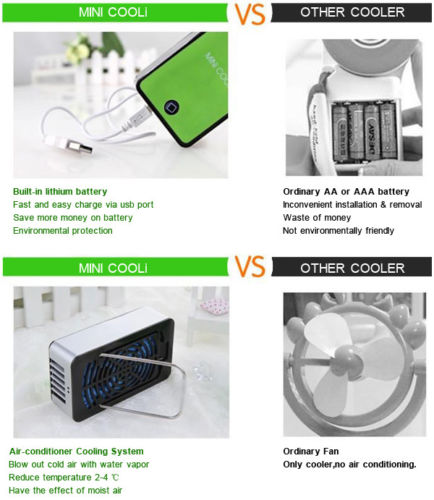 MINI COOLi VS OTHER COOLER
MINI COOLi
DESAY
Built-in lithium battery
Fast and easy charge via usb port
Save more money on battery
Environmental protection
Ordinary AA or AAA battery
Inconvenient installation & removal
Waste of money
Not environmentally friendly
MINI COOLi VS OTHER COOLER
Air-conditioner Cooling System
Blow out cold air with water vapor
Reduce temperature 2-4 ℃
Have the effect of moist air
Ordinary Fan
Only cooler,no air conditioning.